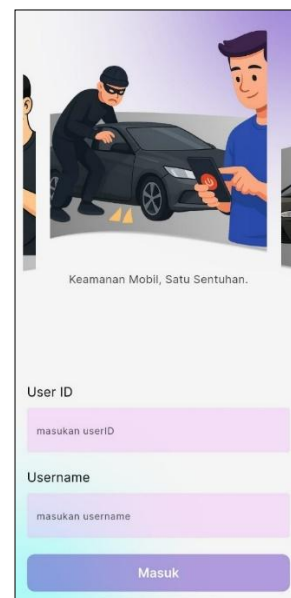 Keamanan Mobil, Satu Sentuhan.
User ID
masukan userID
Username
masukan username
Masuk